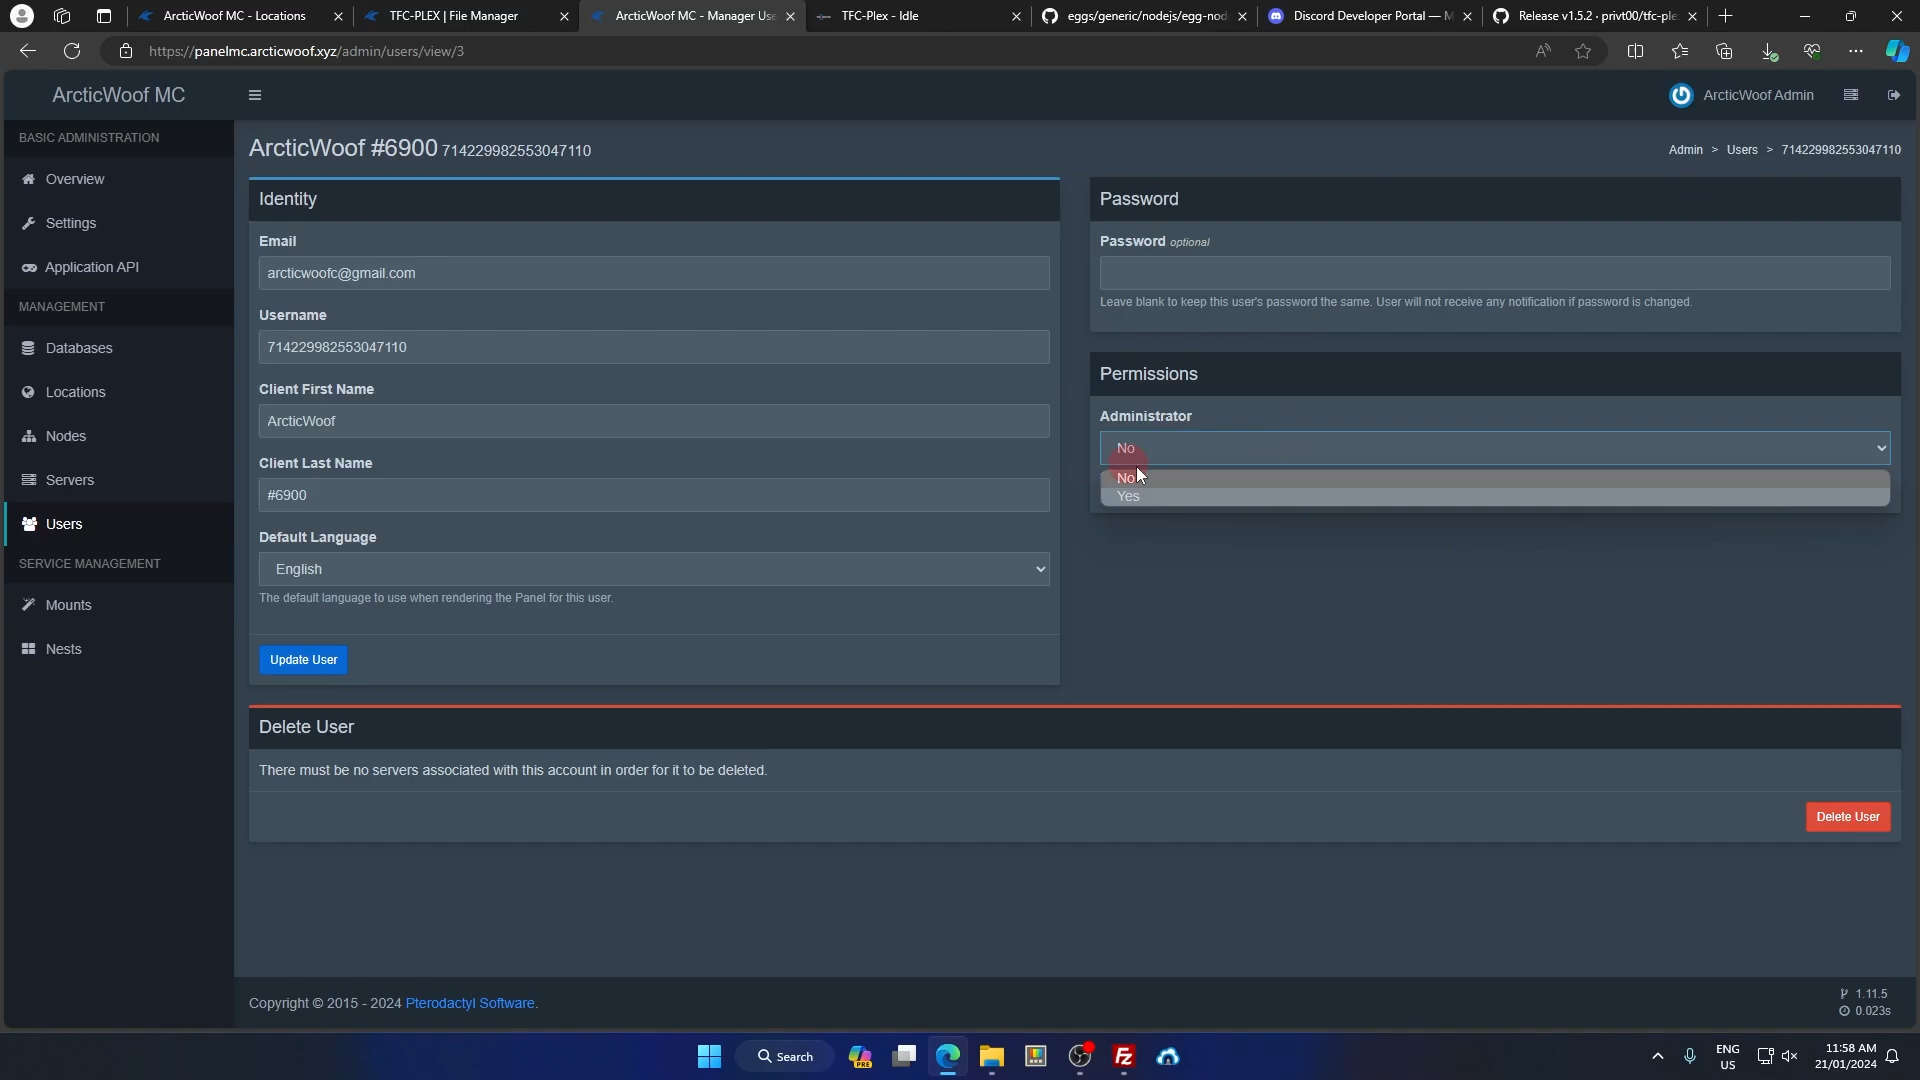 ArcticWoof MC - Locations
TFC-PLEX | File Manager
ArcticWoof MC - Manager Use
TFC-Plex - Idle
eggs/generic/nodejs/egg-nod
Discord Developer Portal — M
Release v1.5.2 · privt00/tfc-ple
https://panelmc.arcticwoof.xyz/admin/users/view/3
ArcticWoof MC
ArcticWoof Admin
BASIC ADMINISTRATION
Overview
Settings
Application API
MANAGEMENT
Databases
Locations
Nodes
Servers
Users
SERVICE MANAGEMENT
Mounts
Nests
ArcticWoof #6900 714229982553047110
Admin > Users > 714229982553047110
Identity
Email
arcticwoofc@gmail.com
Username
714229982553047110
Client First Name
ArcticWoof
Client Last Name
#6900
Default Language
English
The default language to use when rendering the Panel for this user.
Update User
Password
Password optional
Leave blank to keep this user's password the same. User will not receive any notification if password is changed.
Permissions
Administrator
No
No
Yes
Delete User
There must be no servers associated with this account in order for it to be deleted.
Delete User
Copyright © 2015 - 2024 Pterodactyl Software.
1.11.5
0.023s
Search
PRE
FZ
ENG
US
11:58 AM
21/01/2024